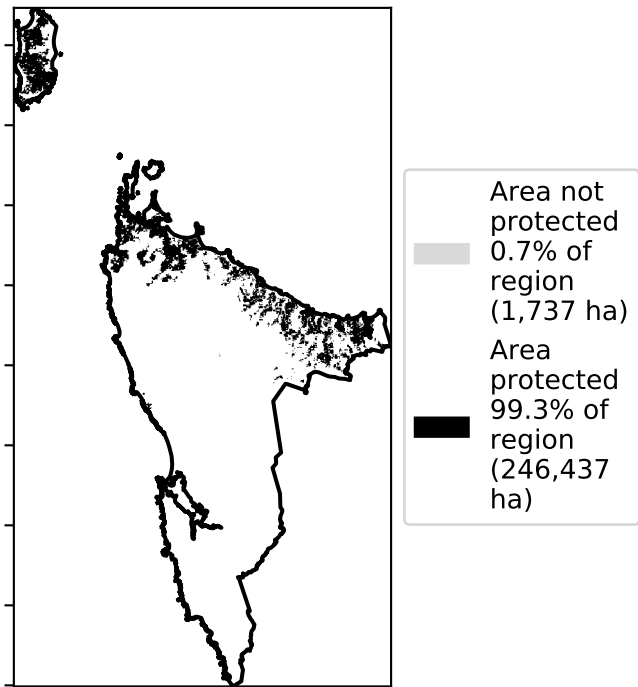 Area not
protected
0.7% of
region
(1,737 ha)
Area
protected
99.3% of
region
(246,437
ha)